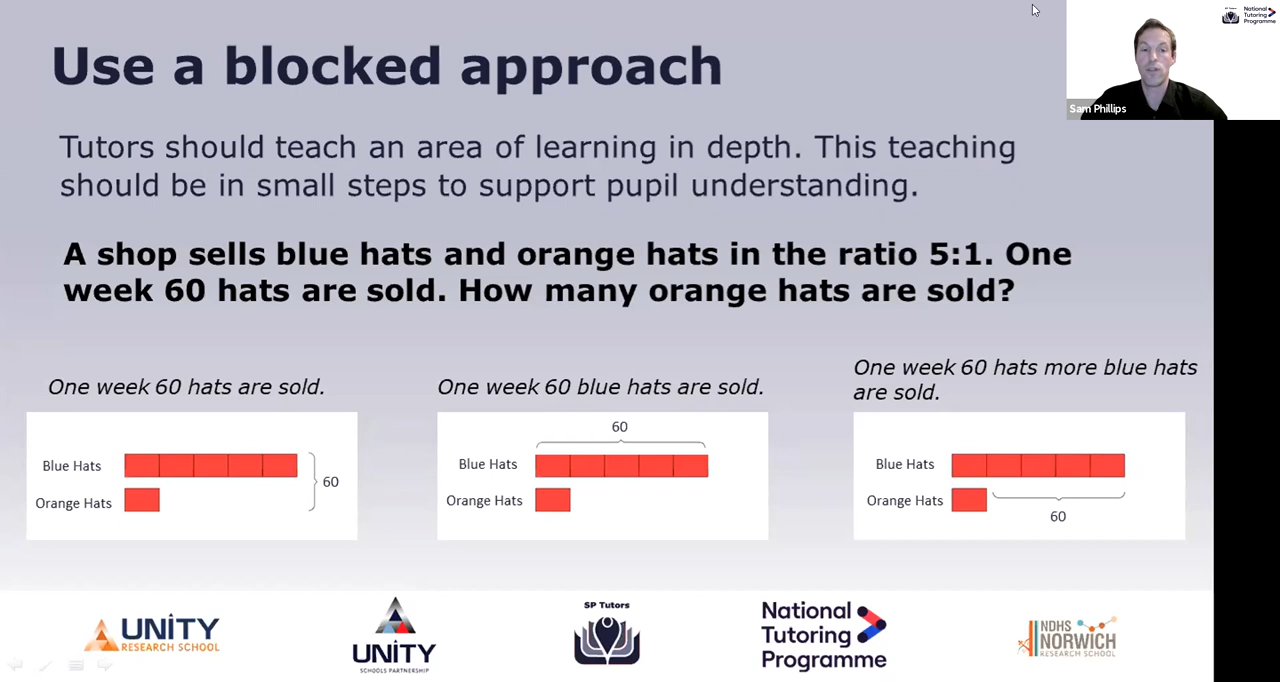 Use a blocked approach
National
Tutoring
Programme
Sam Phillips
Tutors should teach an area of learning in depth. This teaching
should be in small steps to support pupil understanding.
A shop sells blue hats and orange hats in the ratio 5:1. One
week 60 hats are sold. How many orange hats are sold?
One week 60 hats are sold.
Blue Hats
Orange Hats
60
One week 60 blue hats are sold.
60
Blue Hats
Orange Hats
One week 60 hats more blue hats
are sold.
Blue Hats
Orange Hats
60
UNITY
RESEARCH SCHOOL
UNITY
SCHOOLS PARTNERSHIP
SP Tutors
National
Tutoring
Programme
NDHS
NORWICH
RESEARCH SCHOOL